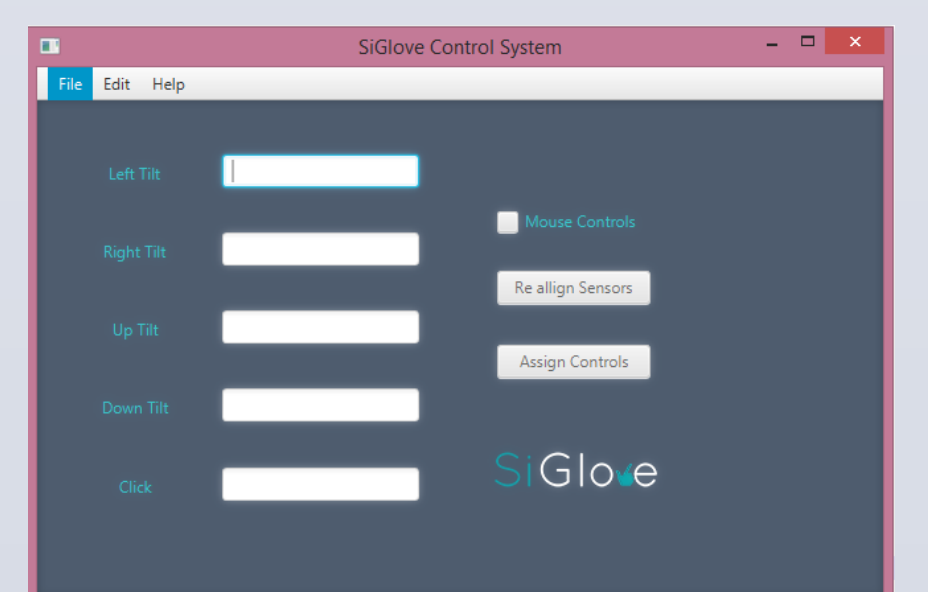 SiGlove Control System
File Edit Help
Left Tilt
Mouse Controls
Right Tilt
Re allign Sensors
Up Tilt
Assign Controls
Down Tilt
SiGlove
Click